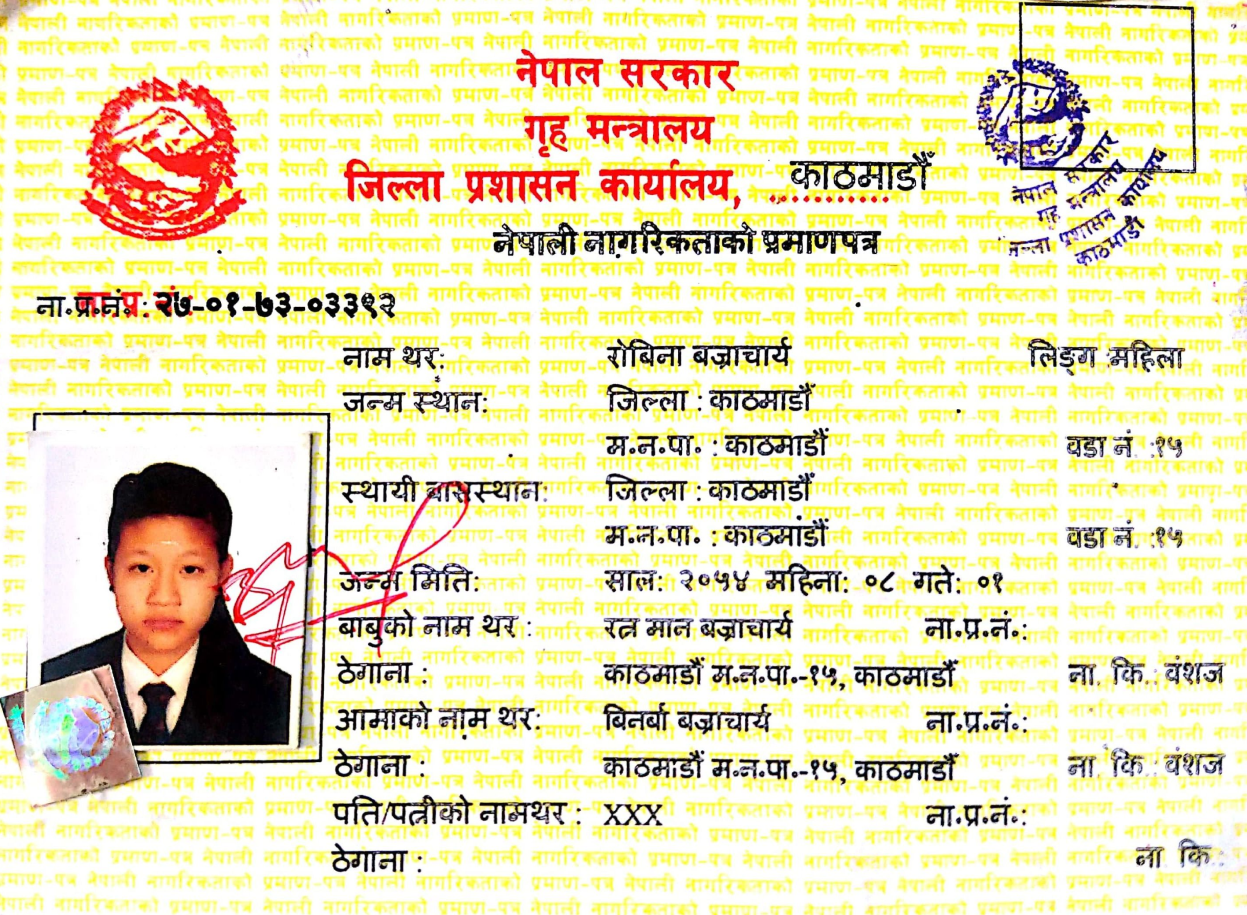 नेपाल सरकार
गृह मन्त्रालय
जिल्ला प्रशासन कार्यालय, काठमाडौँ
नेपाली नागरिकताको प्रमाणपत्र
नेपाल सरकार
गृह मन्त्रालय
जिल्ला प्रशासन कार्यालय
काठमाडौँ
ना.प्र.नं.: २७-०१-७३-०३३९२
नाम थर: रोबिना बज्राचार्य लिङ्ग :महिला
जन्म स्थान: जिल्ला : काठमाडौँ
म.न.पा. : काठमाडौँ वडा नं. :१५
स्थायी बासस्थान: जिल्ला : काठमाडौँ
म.न.पा. : काठमाडौँ वडा नं. :१५
जन्म मिति: साल: २०५४ महिना: ०८ गते: ०१
बाबुको नाम थर : रत्न मान बज्राचार्य ना.प्र.नं.:
ठेगाना : काठमाडौँ म.न.पा.-१५, काठमाडौँ ना. कि.: वंशज
आमाको नाम थर: बिनर्बा बज्राचार्य ना.प्र.नं.:
ठेगाना : काठमाडौँ म.न.पा.-१५, काठमाडौँ ना. कि.: वंशज
पति/पत्नीको नामथर : XXX ना.प्र.नं.:
ठेगाना : ना. कि.: